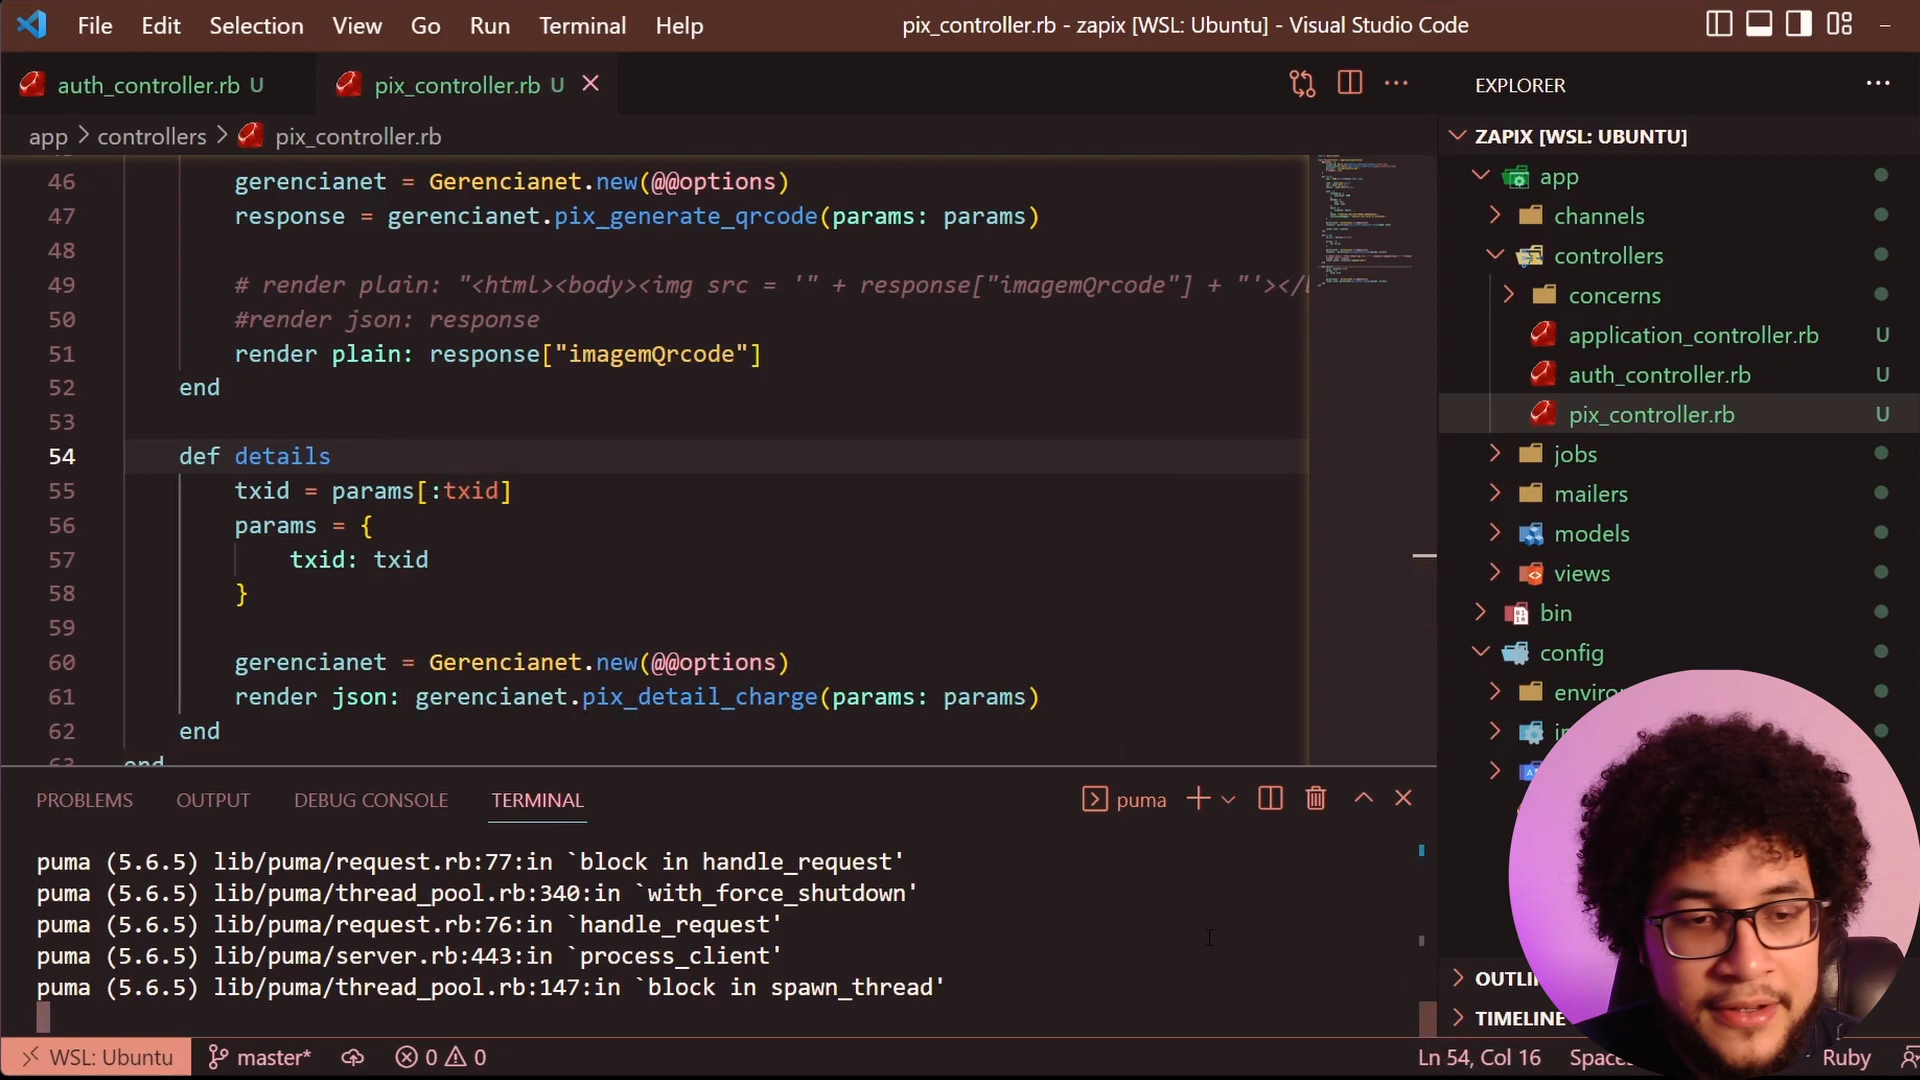 File Edit Selection View Go Run Terminal Help
pix_controller.rb - zapix [WSL: Ubuntu] - Visual Studio Code
auth_controller.rb U
pix_controller.rb U
app > controllers > pix_controller.rb
46 gerencianet = Gerencianet.new(@@options)
47 response = gerencianet.pix_generate_qrcode(params: params)
48
49 # render plain: "<html><body><img src = '" + response["imagemQrcode"] + "'></
50 #render json: response
51 render plain: response["imagemQrcode"]
52 end
53
54 def details
55 txid = params[:txid]
56 params = {
57 txid: txid
58 }
59
60 gerencianet = Gerencianet.new(@@options)
61 render json: gerencianet.pix_detail_charge(params: params)
62 end
63 end
PROBLEMS OUTPUT DEBUG CONSOLE TERMINAL
puma
puma (5.6.5) lib/puma/request.rb:77:in `block in handle_request'
puma (5.6.5) lib/puma/thread_pool.rb:340:in `with_force_shutdown'
puma (5.6.5) lib/puma/request.rb:76:in `handle_request'
puma (5.6.5) lib/puma/server.rb:443:in `process_client'
puma (5.6.5) lib/puma/thread_pool.rb:147:in `block in spawn_thread'
EXPLORER
ZAPIX [WSL: UBUNTU]
app
channels
controllers
concerns
application_controller.rb U
auth_controller.rb U
pix_controller.rb U
jobs
mailers
models
views
bin
config
OUTLI
TIMELINE
WSL: Ubuntu
master*
0 0
Ln 54, Col 16
Spaces
Ruby